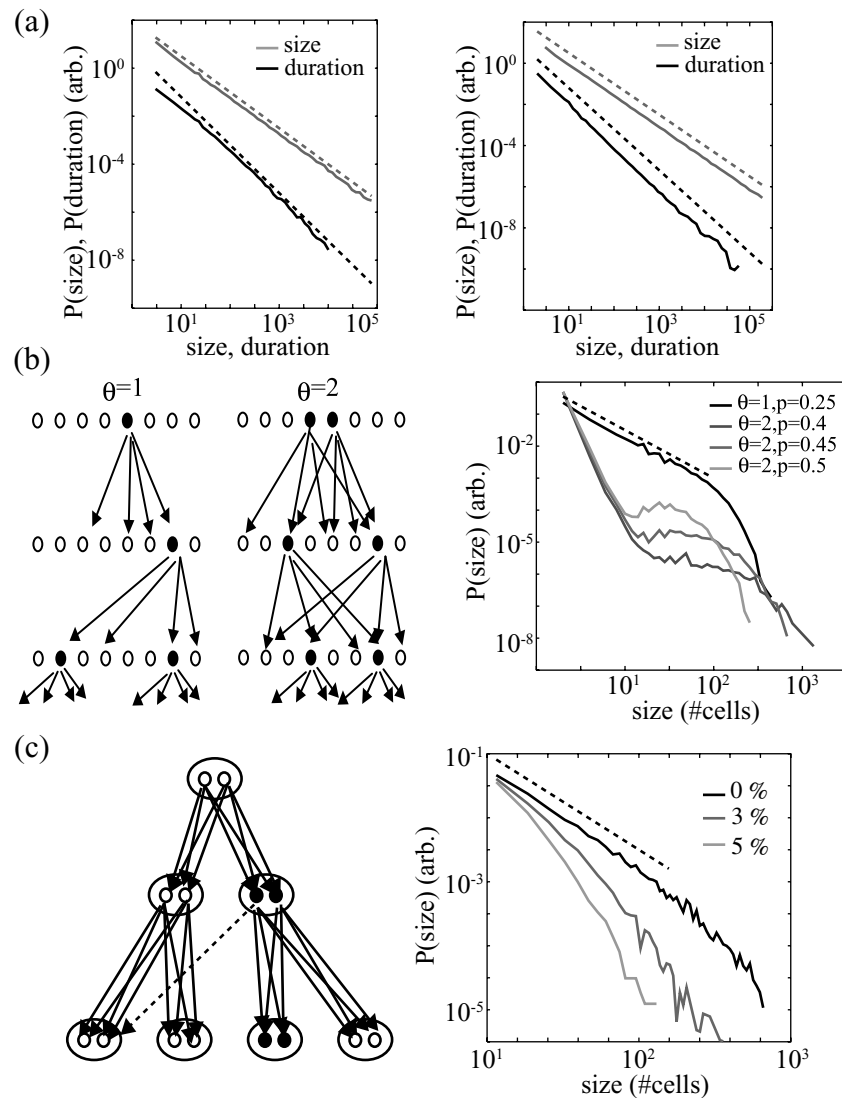 (a)
P(size), P(duration) (arb.)
size
duration
10^0
10^-4
10^-8
10^1
10^3
10^5
size, duration
P(size), P(duration) (arb.)
size
duration
10^0
10^-4
10^-8
10^1
10^3
10^5
size, duration
(b)
θ=1
θ=2
P(size) (arb.)
θ=1,p=0.25
θ=2,p=0.4
θ=2,p=0.45
θ=2,p=0.5
10^-2
10^-5
10^-8
10^1
10^2
10^3
size (#cells)
(c)
P(size) (arb.)
0 %
3 %
5 %
10^-1
10^-3
10^-5
10^1
10^2
10^3
size (#cells)